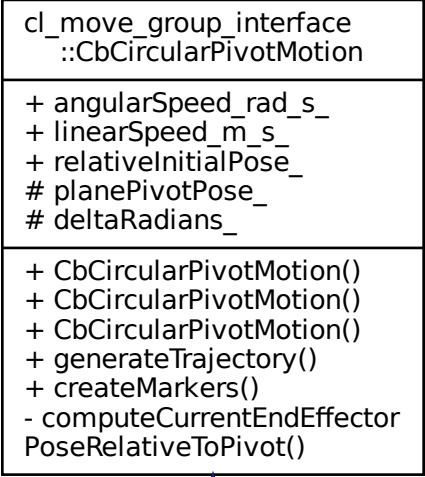 cl_move_group_interface
::CbCircularPivotMotion
+ angularSpeed_rad_s_
+ linearSpeed_m_s_
+ relativeInitialPose_
# planePivotPose_
# deltaRadians_
+ CbCircularPivotMotion()
+ CbCircularPivotMotion()
+ CbCircularPivotMotion()
+ generateTrajectory()
+ createMarkers()
- computeCurrentEndEffector
PoseRelativeToPivot()